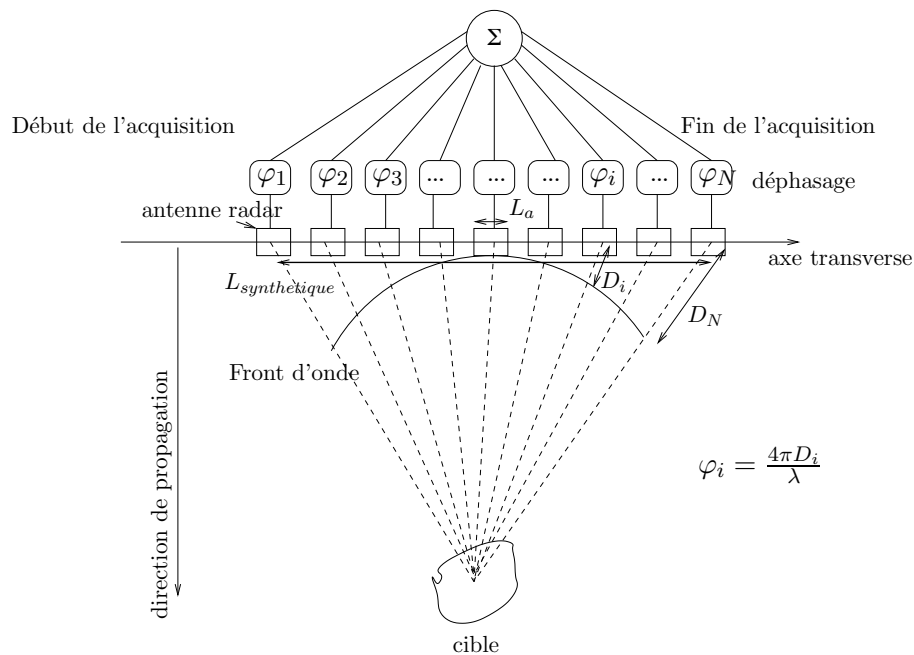 Σ
Début de l'acquisition
Fin de l'acquisition
φ1 φ2 φ3 ... ... ... φi ... φN déphasage
antenne radar
La
axe transverse
Lsynthétique
Di
DN
Front d'onde
direction de propagation
φi = 4πDi/λ
cible